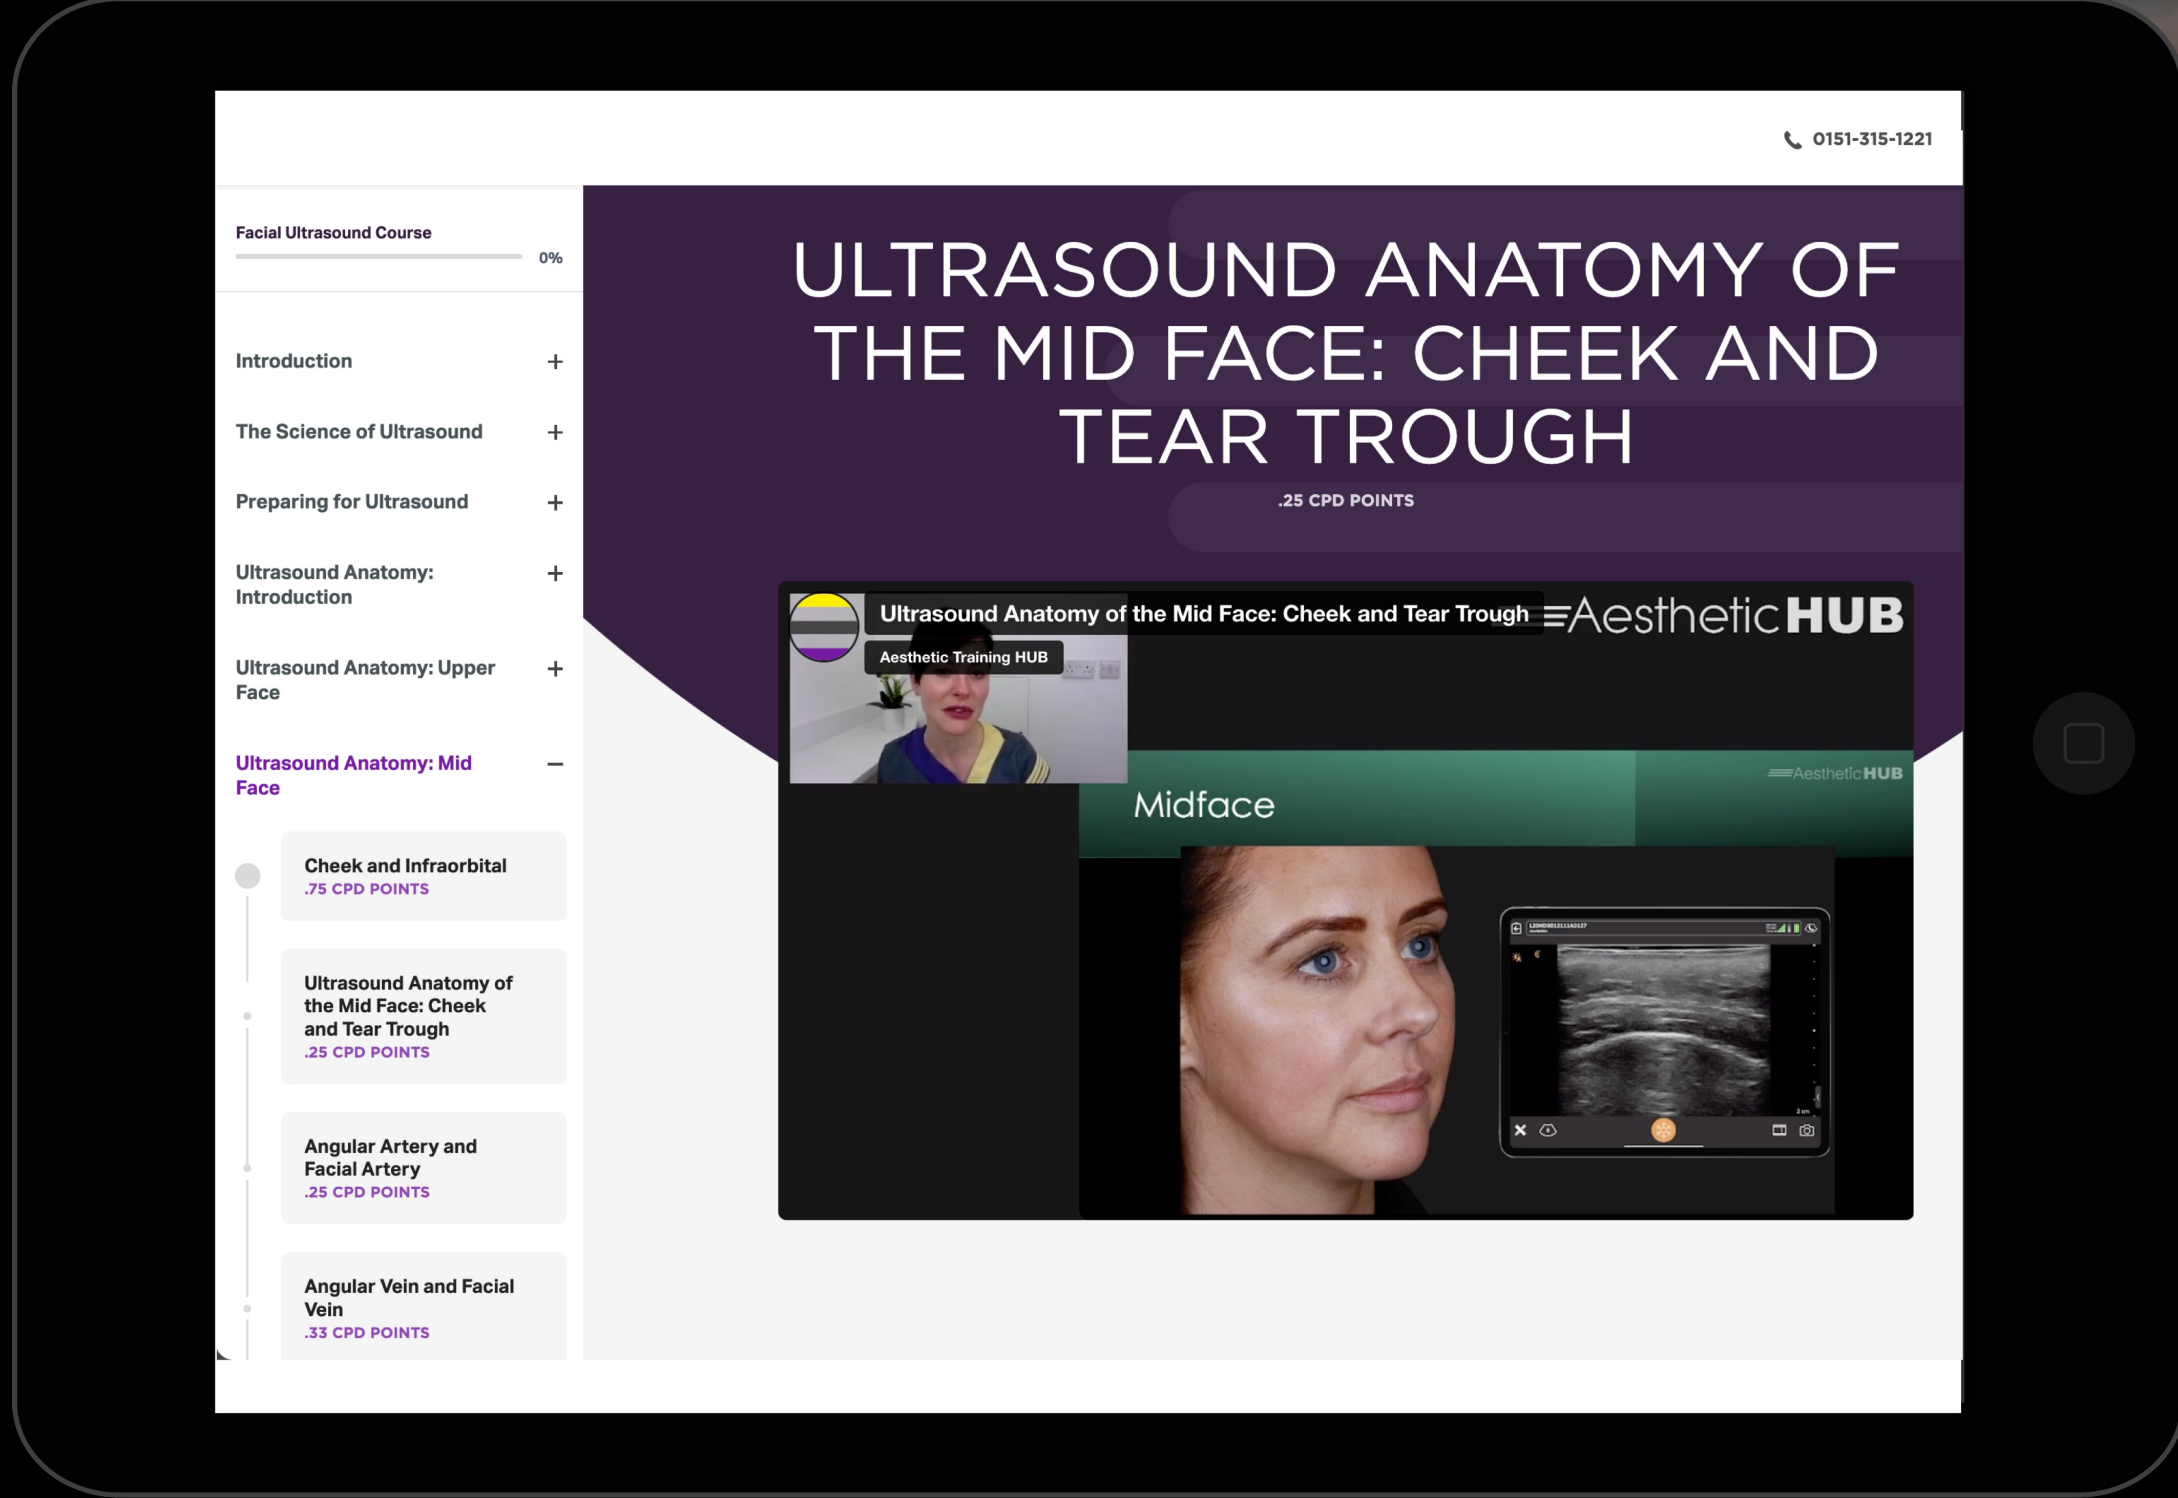 0151-315-1221
Facial Ultrasound Course
0%
Introduction
The Science of Ultrasound
Preparing for Ultrasound
Ultrasound Anatomy:
Introduction
Ultrasound Anatomy: Upper
Face
Ultrasound Anatomy: Mid
Face
Cheek and Infraorbital
.75 CPD POINTS
Ultrasound Anatomy of
the Mid Face: Cheek
and Tear Trough
.25 CPD POINTS
Angular Artery and
Facial Artery
.25 CPD POINTS
Angular Vein and Facial
Vein
.33 CPD POINTS
ULTRASOUND ANATOMY OF
THE MID FACE: CHEEK AND
TEAR TROUGH
.25 CPD POINTS
Ultrasound Anatomy of the Mid Face: Cheek and Tear Trough
Aesthetic Training HUB
AestheticHUB
AestheticHUB
Midface
2 cm